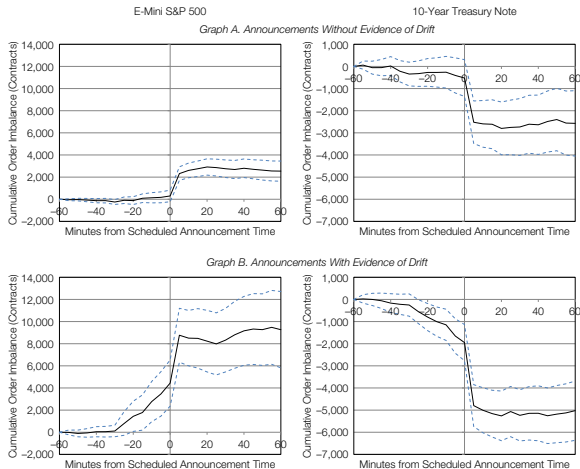 E-Mini S&P 500
10-Year Treasury Note
Graph A. Announcements Without Evidence of Drift
Cumulative Order Imbalance (Contracts)
14,000
12,000
10,000
8,000
6,000
4,000
2,000
0
−2,000
−60 −40 −20 0 20 40 60
Minutes from Scheduled Announcement Time
Cumulative Order Imbalance (Contracts)
1,000
0
−1,000
−2,000
−3,000
−4,000
−5,000
−6,000
−7,000
−60 −40 −20 0 20 40 60
Minutes from Scheduled Announcement Time
Graph B. Announcements With Evidence of Drift
Cumulative Order Imbalance (Contracts)
14,000
12,000
10,000
8,000
6,000
4,000
2,000
0
−2,000
−60 −40 −20 0 20 40 60
Minutes from Scheduled Announcement Time
Cumulative Order Imbalance (Contracts)
1,000
0
−1,000
−2,000
−3,000
−4,000
−5,000
−6,000
−7,000
−60 −40 −20 0 20 40 60
Minutes from Scheduled Announcement Time